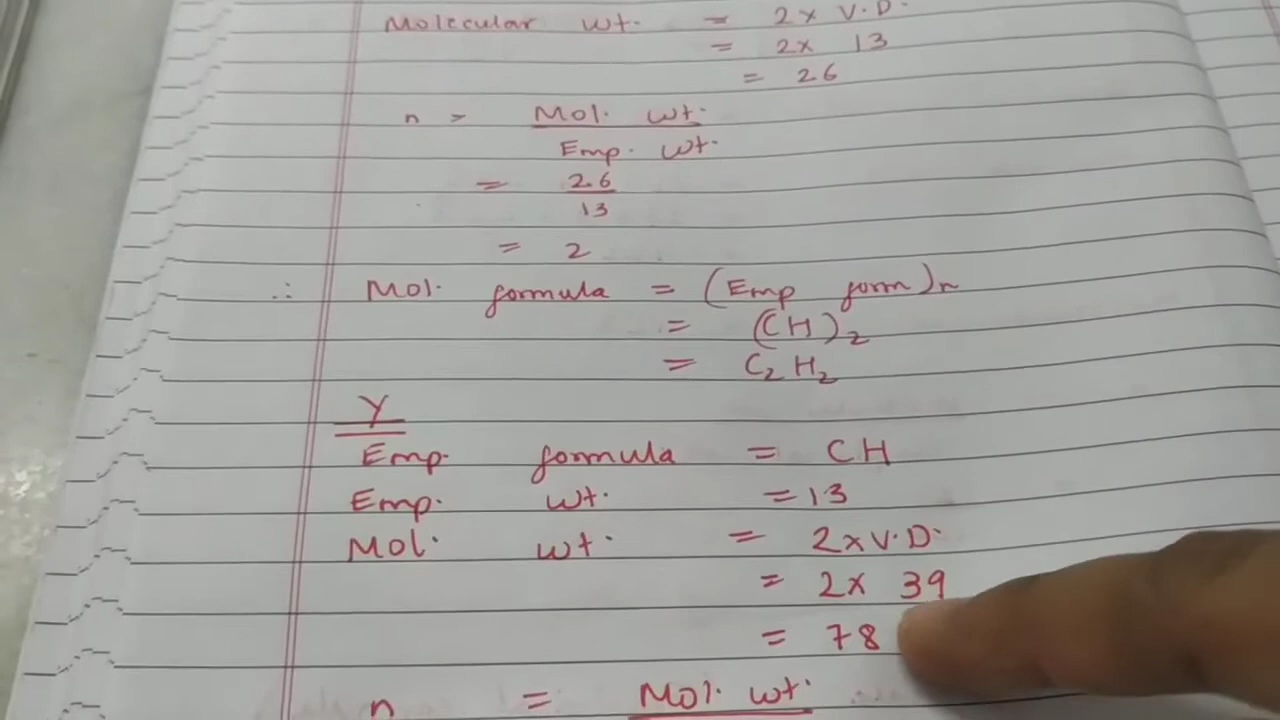 Molecular wt. = 2 x V.D.
= 2x 13
= 26
n = Mol. wt.
Emp. wt.
= 26
13
= 2
∴ Mol. formula = (Emp form)n
= (CH)₂
= C₂H₂
Y
Emp. formula = CH
Emp. wt. = 13
Mol. wt. = 2xV.D.
= 2x 39
= 78
n = Mol. wt.